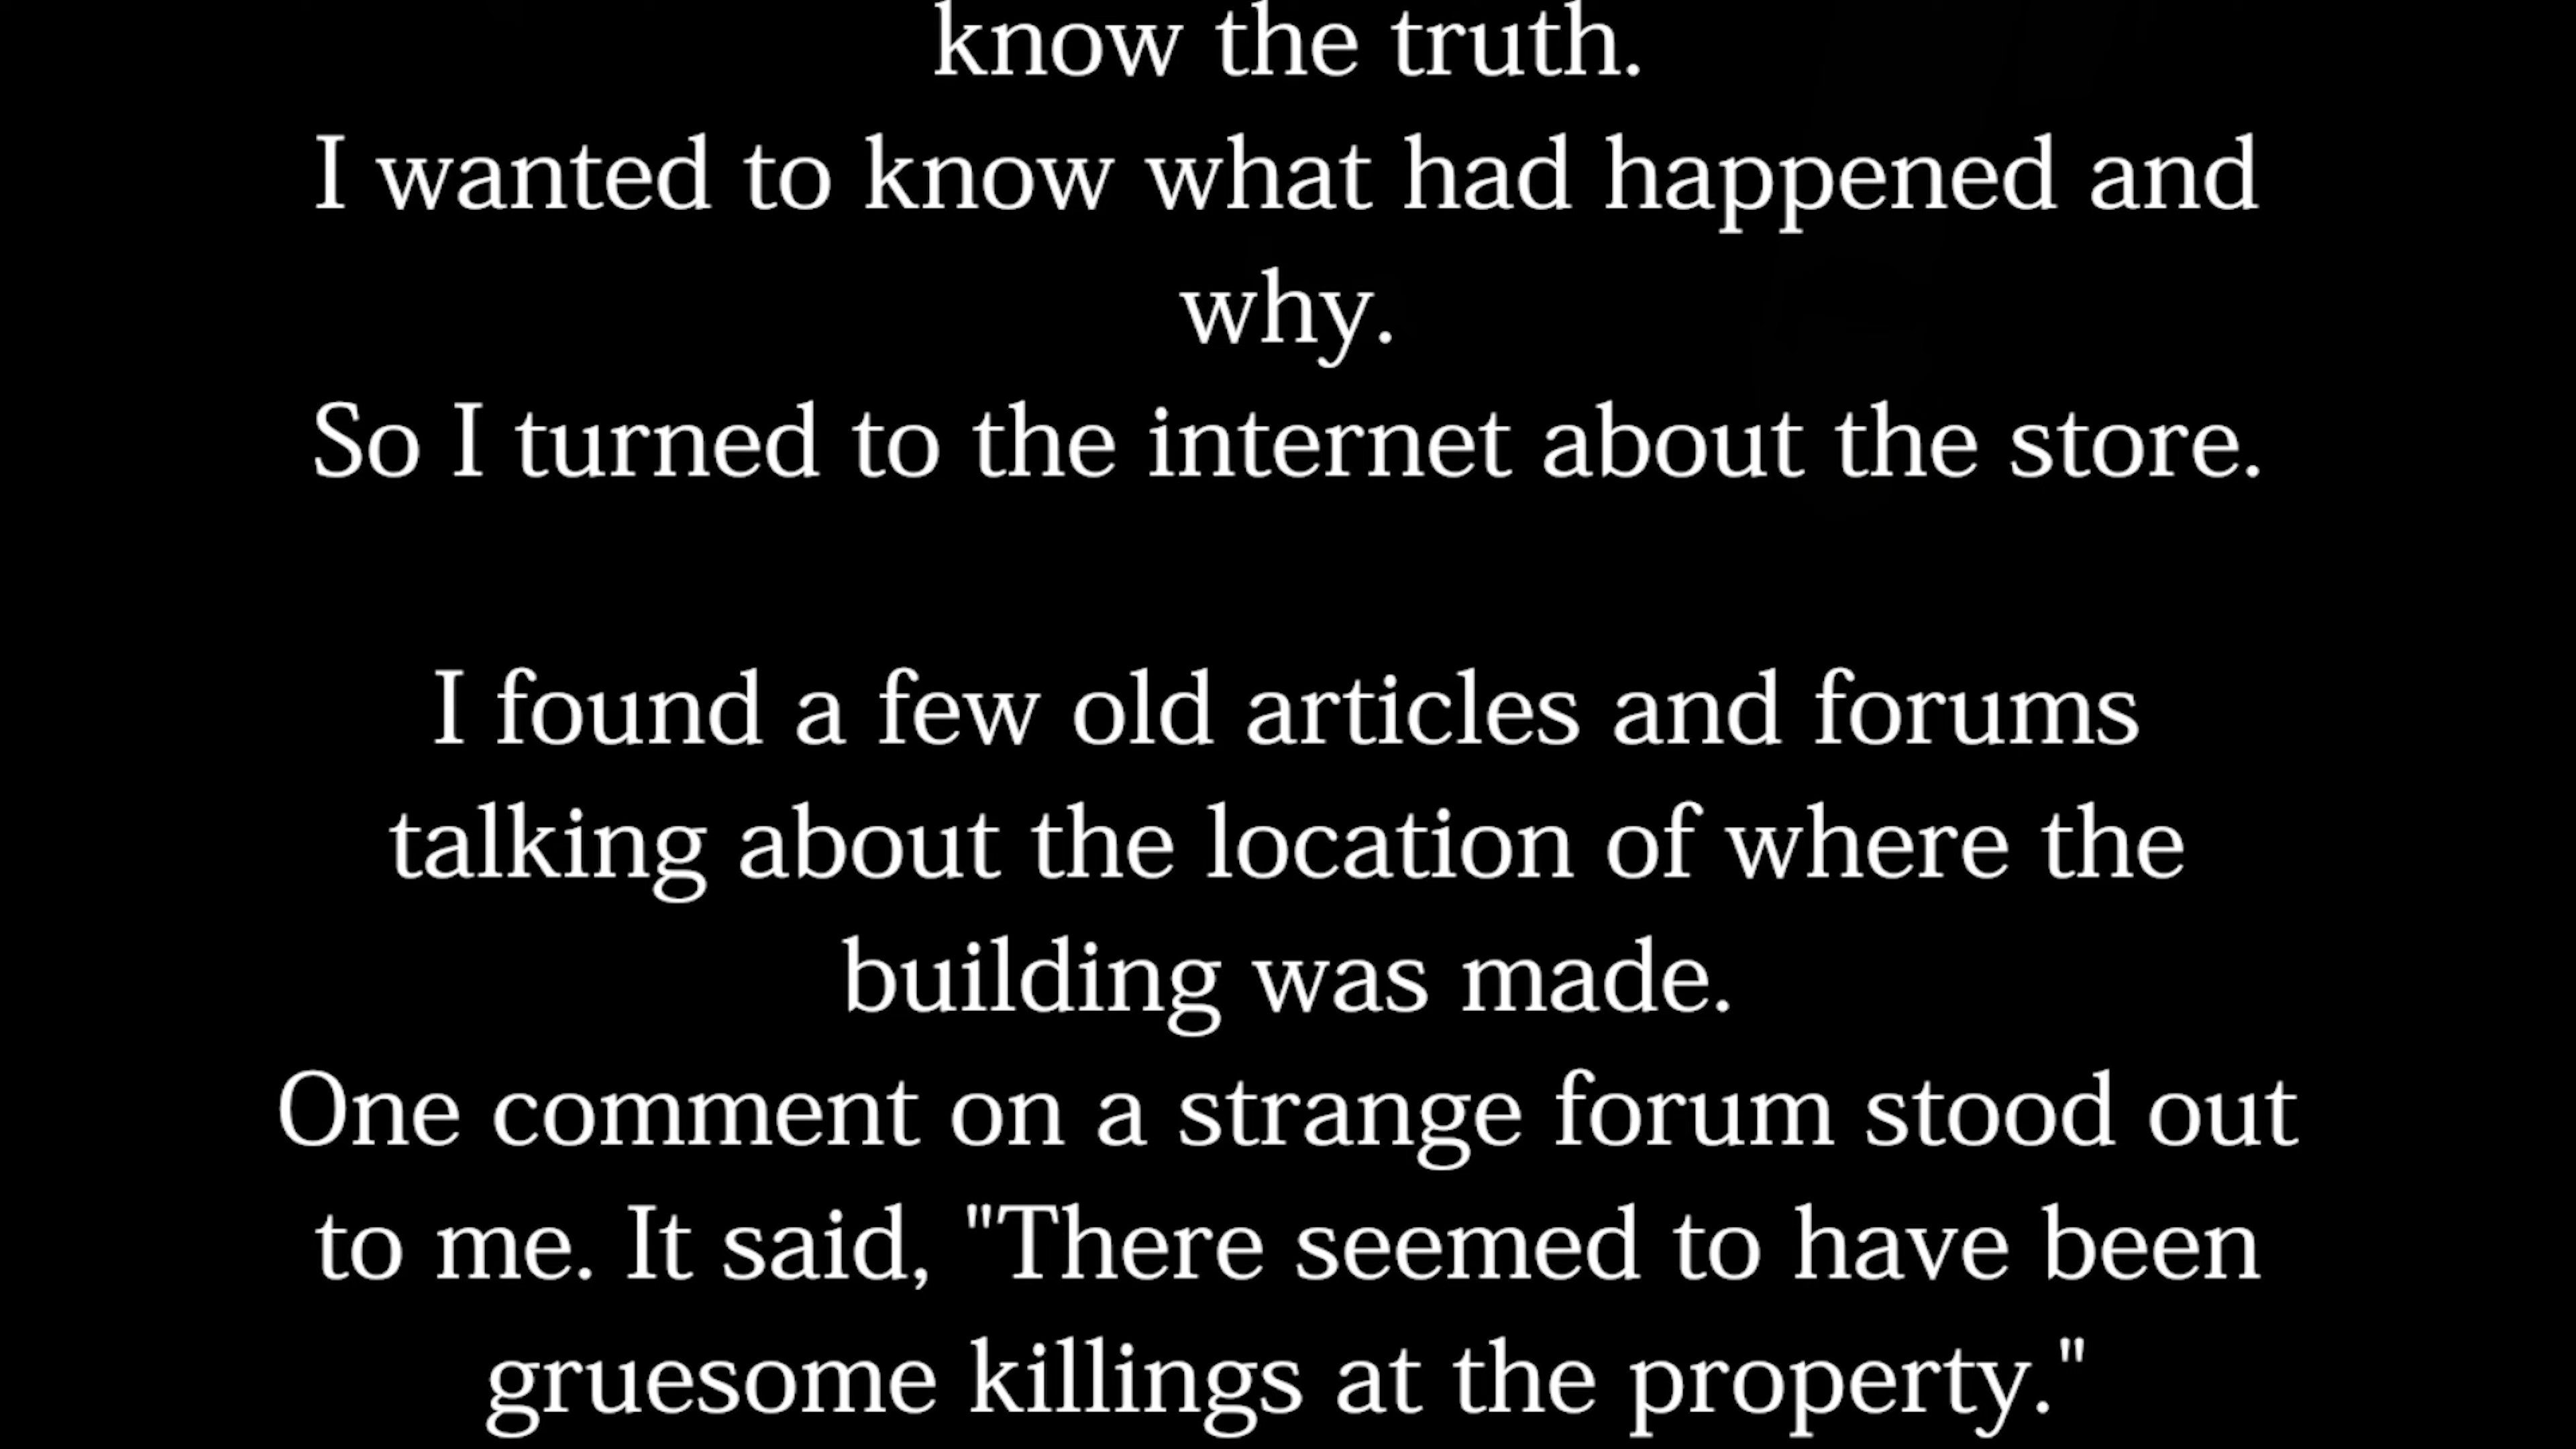 know the truth.
I wanted to know what had happened and
why.
So I turned to the internet about the store.
I found a few old articles and forums
talking about the location of where the
building was made.
One comment on a strange forum stood out
to me. It said, "There seemed to have been
gruesome killings at the property."